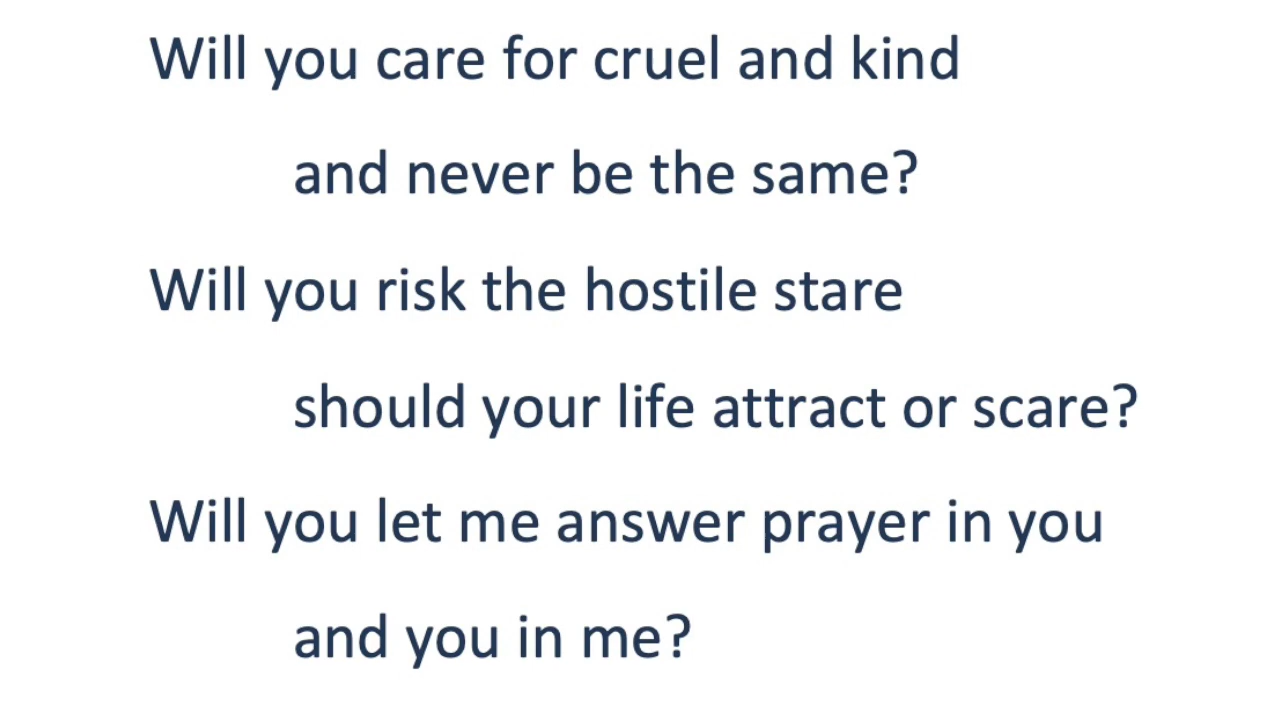 Will you care for cruel and kind
and never be the same?
Will you risk the hostile stare
should your life attract or scare?
Will you let me answer prayer in you
and you in me?